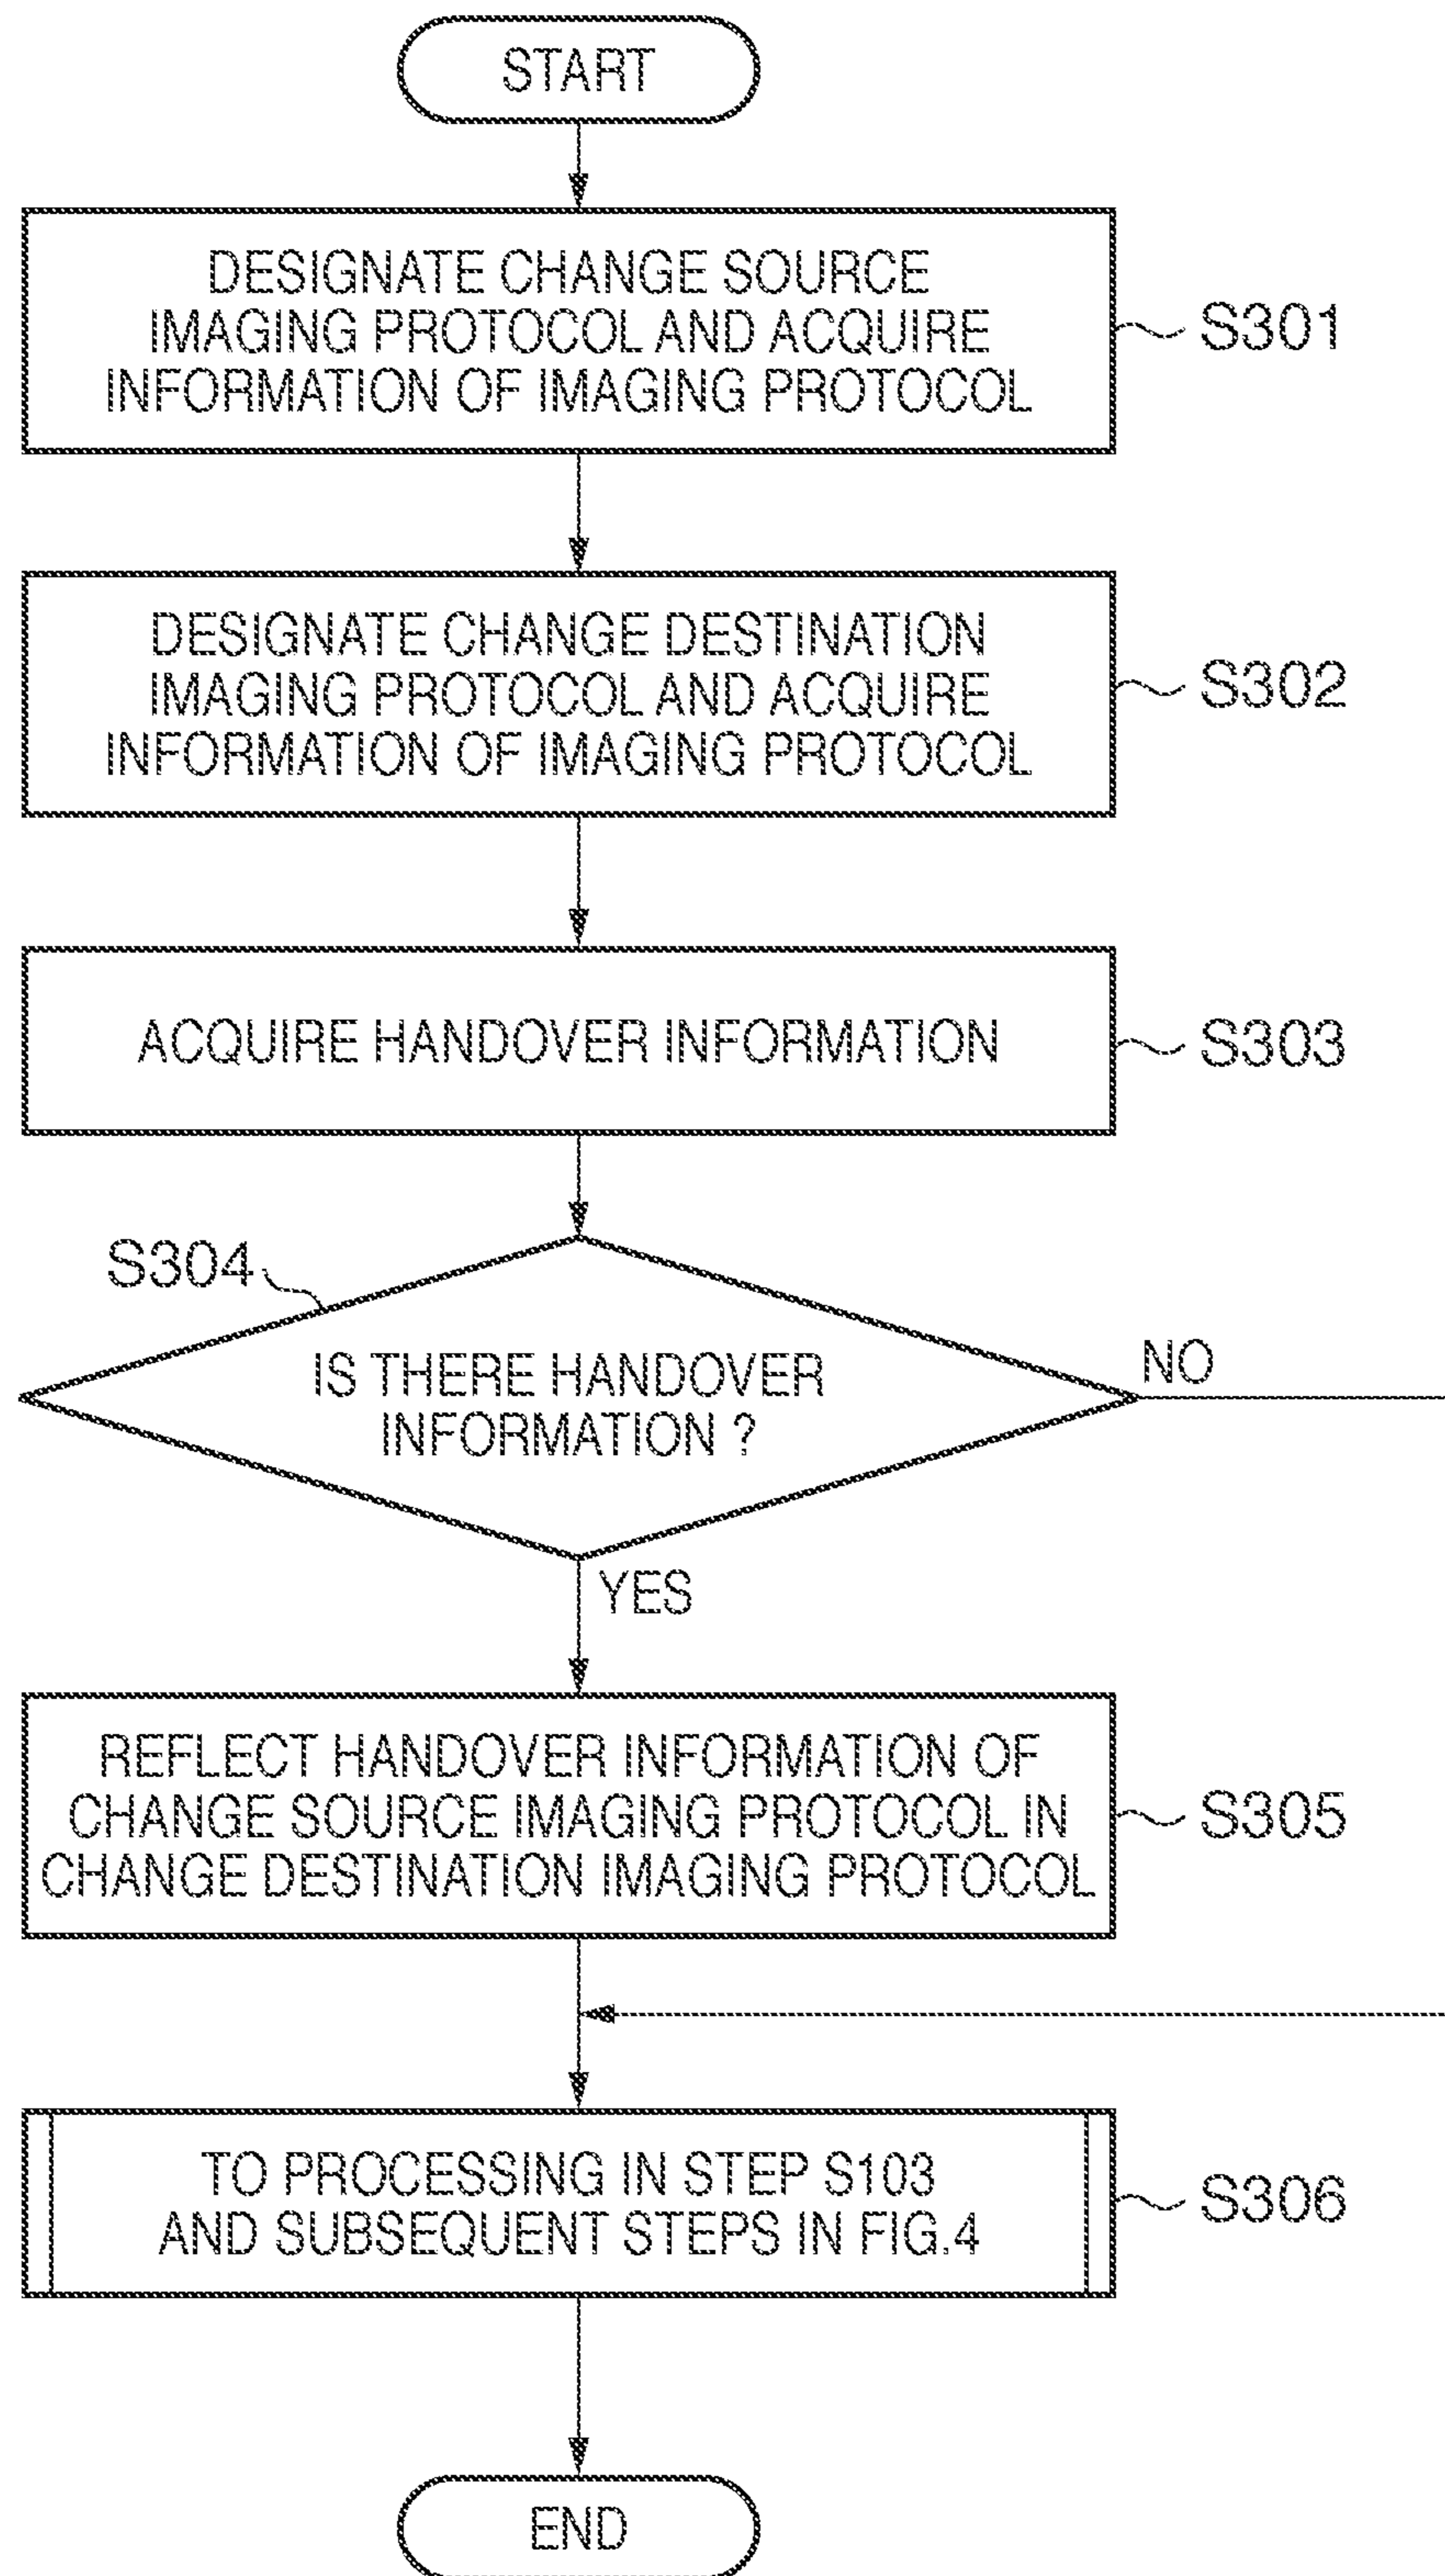 START
DESIGNATE CHANGE SOURCE
IMAGING PROTOCOL AND ACQUIRE
INFORMATION OF IMAGING PROTOCOL
S301
DESIGNATE CHANGE DESTINATION
IMAGING PROTOCOL AND ACQUIRE
INFORMATION OF IMAGING PROTOCOL
S302
ACQUIRE HANDOVER INFORMATION
S303
S304
IS THERE HANDOVER
INFORMATION ?
NO
YES
REFLECT HANDOVER INFORMATION OF
CHANGE SOURCE IMAGING PROTOCOL IN
CHANGE DESTINATION IMAGING PROTOCOL
S305
TO PROCESSING IN STEP S103
AND SUBSEQUENT STEPS IN FIG.4
S306
END